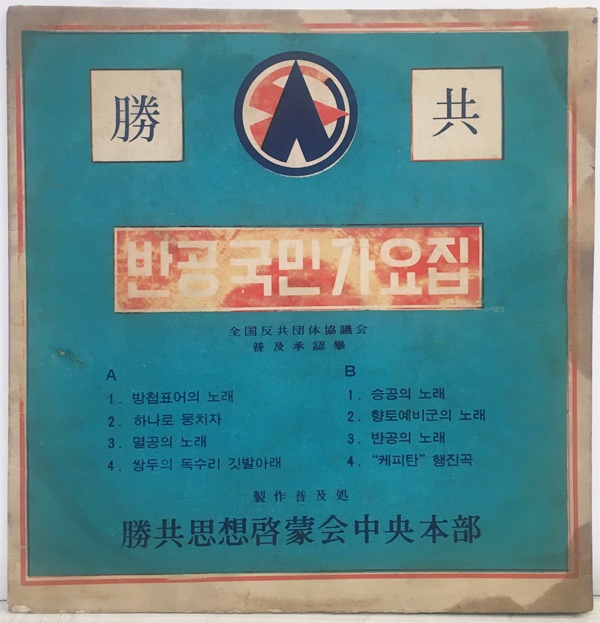 勝 共
반공국민가요집
全国反共団体協議会
普及承認畢
A
1. 방첩표어의 노래
2. 하나로 뭉치자
3. 멸공의 노래
4. 쌍두의 독수리 깃발아래
B
1. 승공의 노래
2. 향토예비군의 노래
3. 반공의 노래
4. “케피탄” 행진곡
製作普及処
勝共思想啓蒙会中央本部